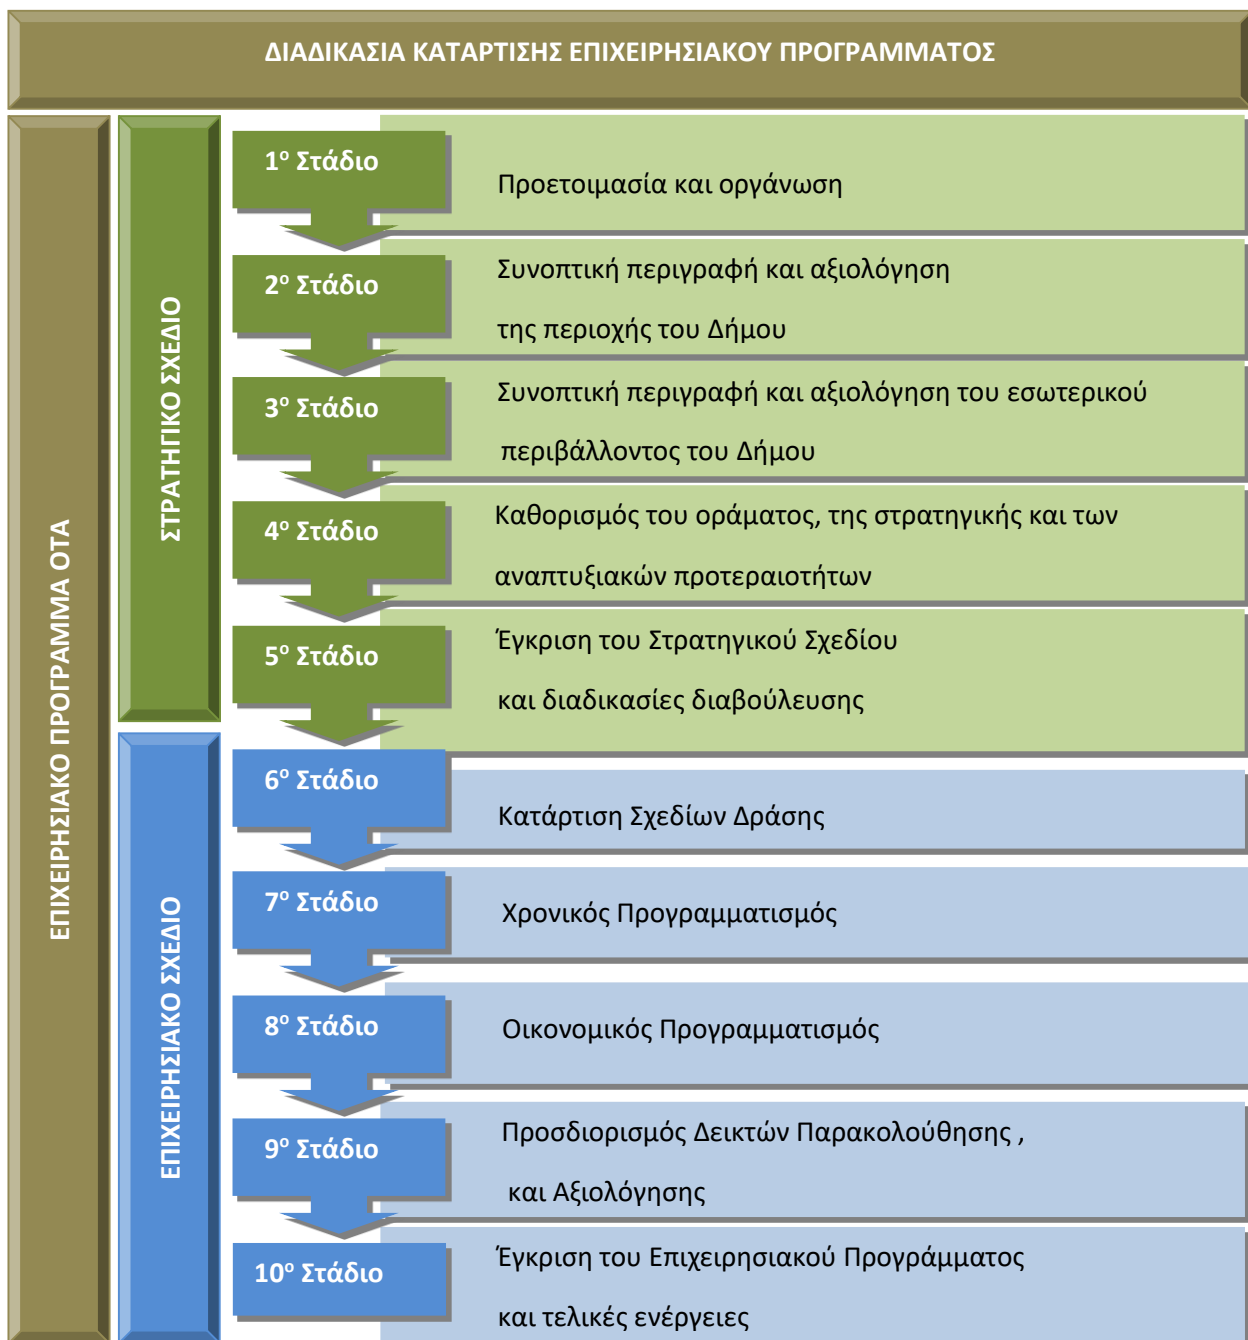 ΔΙΑΔΙΚΑΣΙΑ ΚΑΤΑΡΤΙΣΗΣ ΕΠΙΧΕΙΡΗΣΙΑΚΟΥ ΠΡΟΓΡΑΜΜΑΤΟΣ
ΕΠΙΧΕΙΡΗΣΙΑΚΟ ΠΡΟΓΡΑΜΜΑ ΟΤΑ
ΣΤΡΑΤΗΓΙΚΟ ΣΧΕΔΙΟ
1ο Στάδιο
Προετοιμασία και οργάνωση
2ο Στάδιο
Συνοπτική περιγραφή και αξιολόγηση
της περιοχής του Δήμου
3ο Στάδιο
Συνοπτική περιγραφή και αξιολόγηση του εσωτερικού
περιβάλλοντος του Δήμου
4ο Στάδιο
Καθορισμός του οράματος, της στρατηγικής και των
αναπτυξιακών προτεραιοτήτων
5ο Στάδιο
Έγκριση του Στρατηγικού Σχεδίου
και διαδικασίες διαβούλευσης
ΕΠΙΧΕΙΡΗΣΙΑΚΟ ΣΧΕΔΙΟ
6ο Στάδιο
Κατάρτιση Σχεδίων Δράσης
7ο Στάδιο
Χρονικός Προγραμματισμός
8ο Στάδιο
Οικονομικός Προγραμματισμός
9ο Στάδιο
Προσδιορισμός Δεικτών Παρακολούθησης ,
και Αξιολόγησης
10ο Στάδιο
Έγκριση του Επιχειρησιακού Προγράμματος
και τελικές ενέργειες